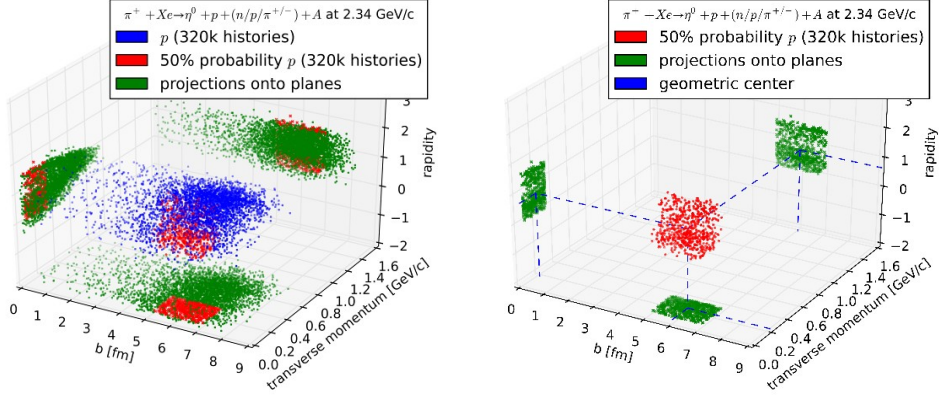 π⁺ + Xe→η⁰ + p + (n/p/π⁺/⁻) + A at 2.34 GeV/c
p (320k histories)
50% probability p (320k histories)
projections onto planes
3
2
1
0
−1
−2
rapidity
0 1 2 3 4 5 6 7 8 9
b [fm]
0.0 0.2 0.4 0.6 0.8 1.0 1.2 1.4 1.6
transverse momentum [GeV/c]
π⁻ − Xe→η⁰ + p + (n/p/π⁺/⁻) + A at 2.34 GeV/c
50% probability p (320k histories)
projections onto planes
geometric center
3
2
1
0
−1
−2
rapidity
0 1 2 3 4 5 6 7 8 9
b [fm]
0.0 0.2 0.4 0.6 0.8 1.0 1.2 1.4 1.6
transverse momentum [GeV/c]